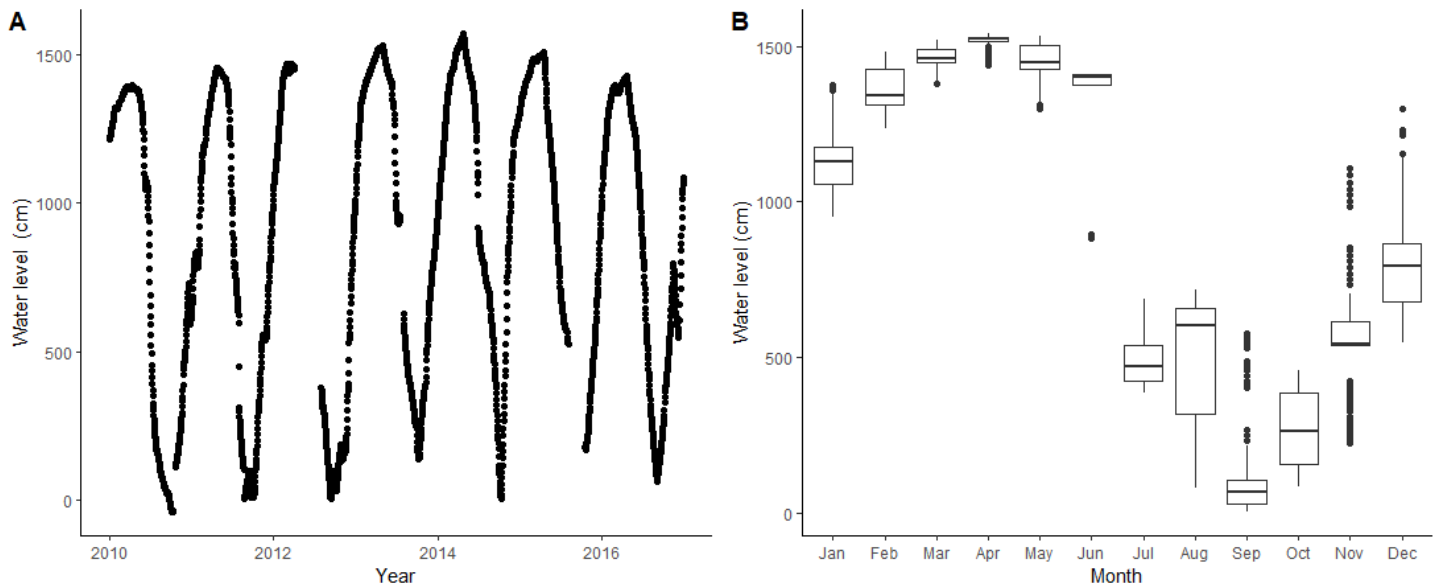 A
Water level (cm)
1500
1000
500
0
2010 2012 2014 2016
Year
B
Water level (cm)
1500
1000
500
0
Jan Feb Mar Apr May Jun Jul Aug Sep Oct Nov Dec
Month